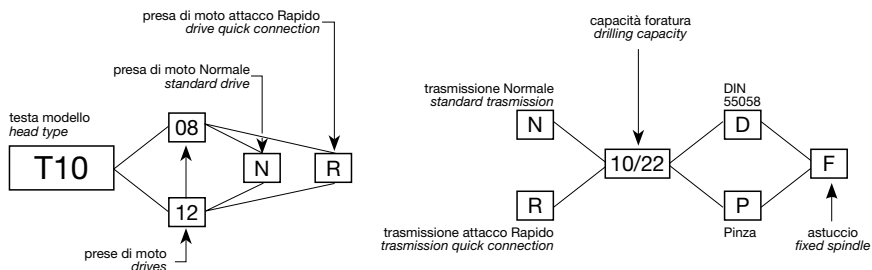 presa di moto attacco Rapido
drive quick connection
presa di moto Normale
standard drive
testa modello
head type
T10
08
12
N
R
prese di moto
drives
capacità foratura
drilling capacity
trasmissione Normale
standard trasmission
N
R
trasmissione attacco Rapido
trasmission quick connection
10/22
DIN
55058
D
P
Pinza
F
astuccio
fixed spindle